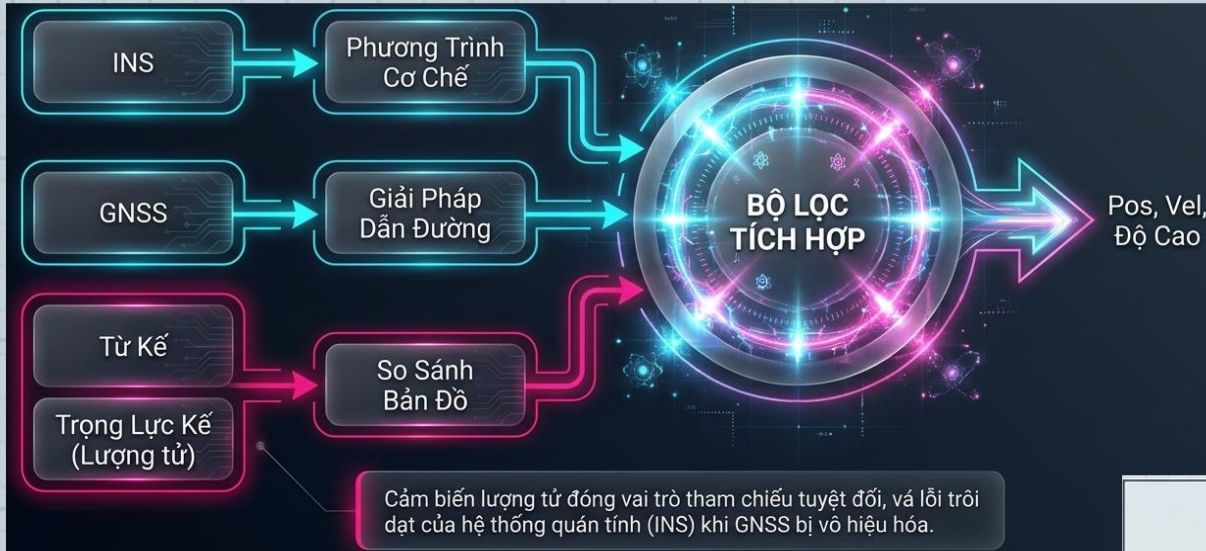 INS
Phương Trình
Cơ Chế
GNSS
Giải Pháp
Dẫn Đường
Từ Kế
Trọng Lực Kế
(Lượng tử)
So Sánh
Bản Đồ
BỘ LỌC
TÍCH HỢP
Pos, Vel,
Độ Cao
Cảm biến lượng tử đóng vai trò tham chiếu tuyệt đối, vá lỗi trôi
dạt của hệ thống quán tính (INS) khi GNSS bị vô hiệu hóa.